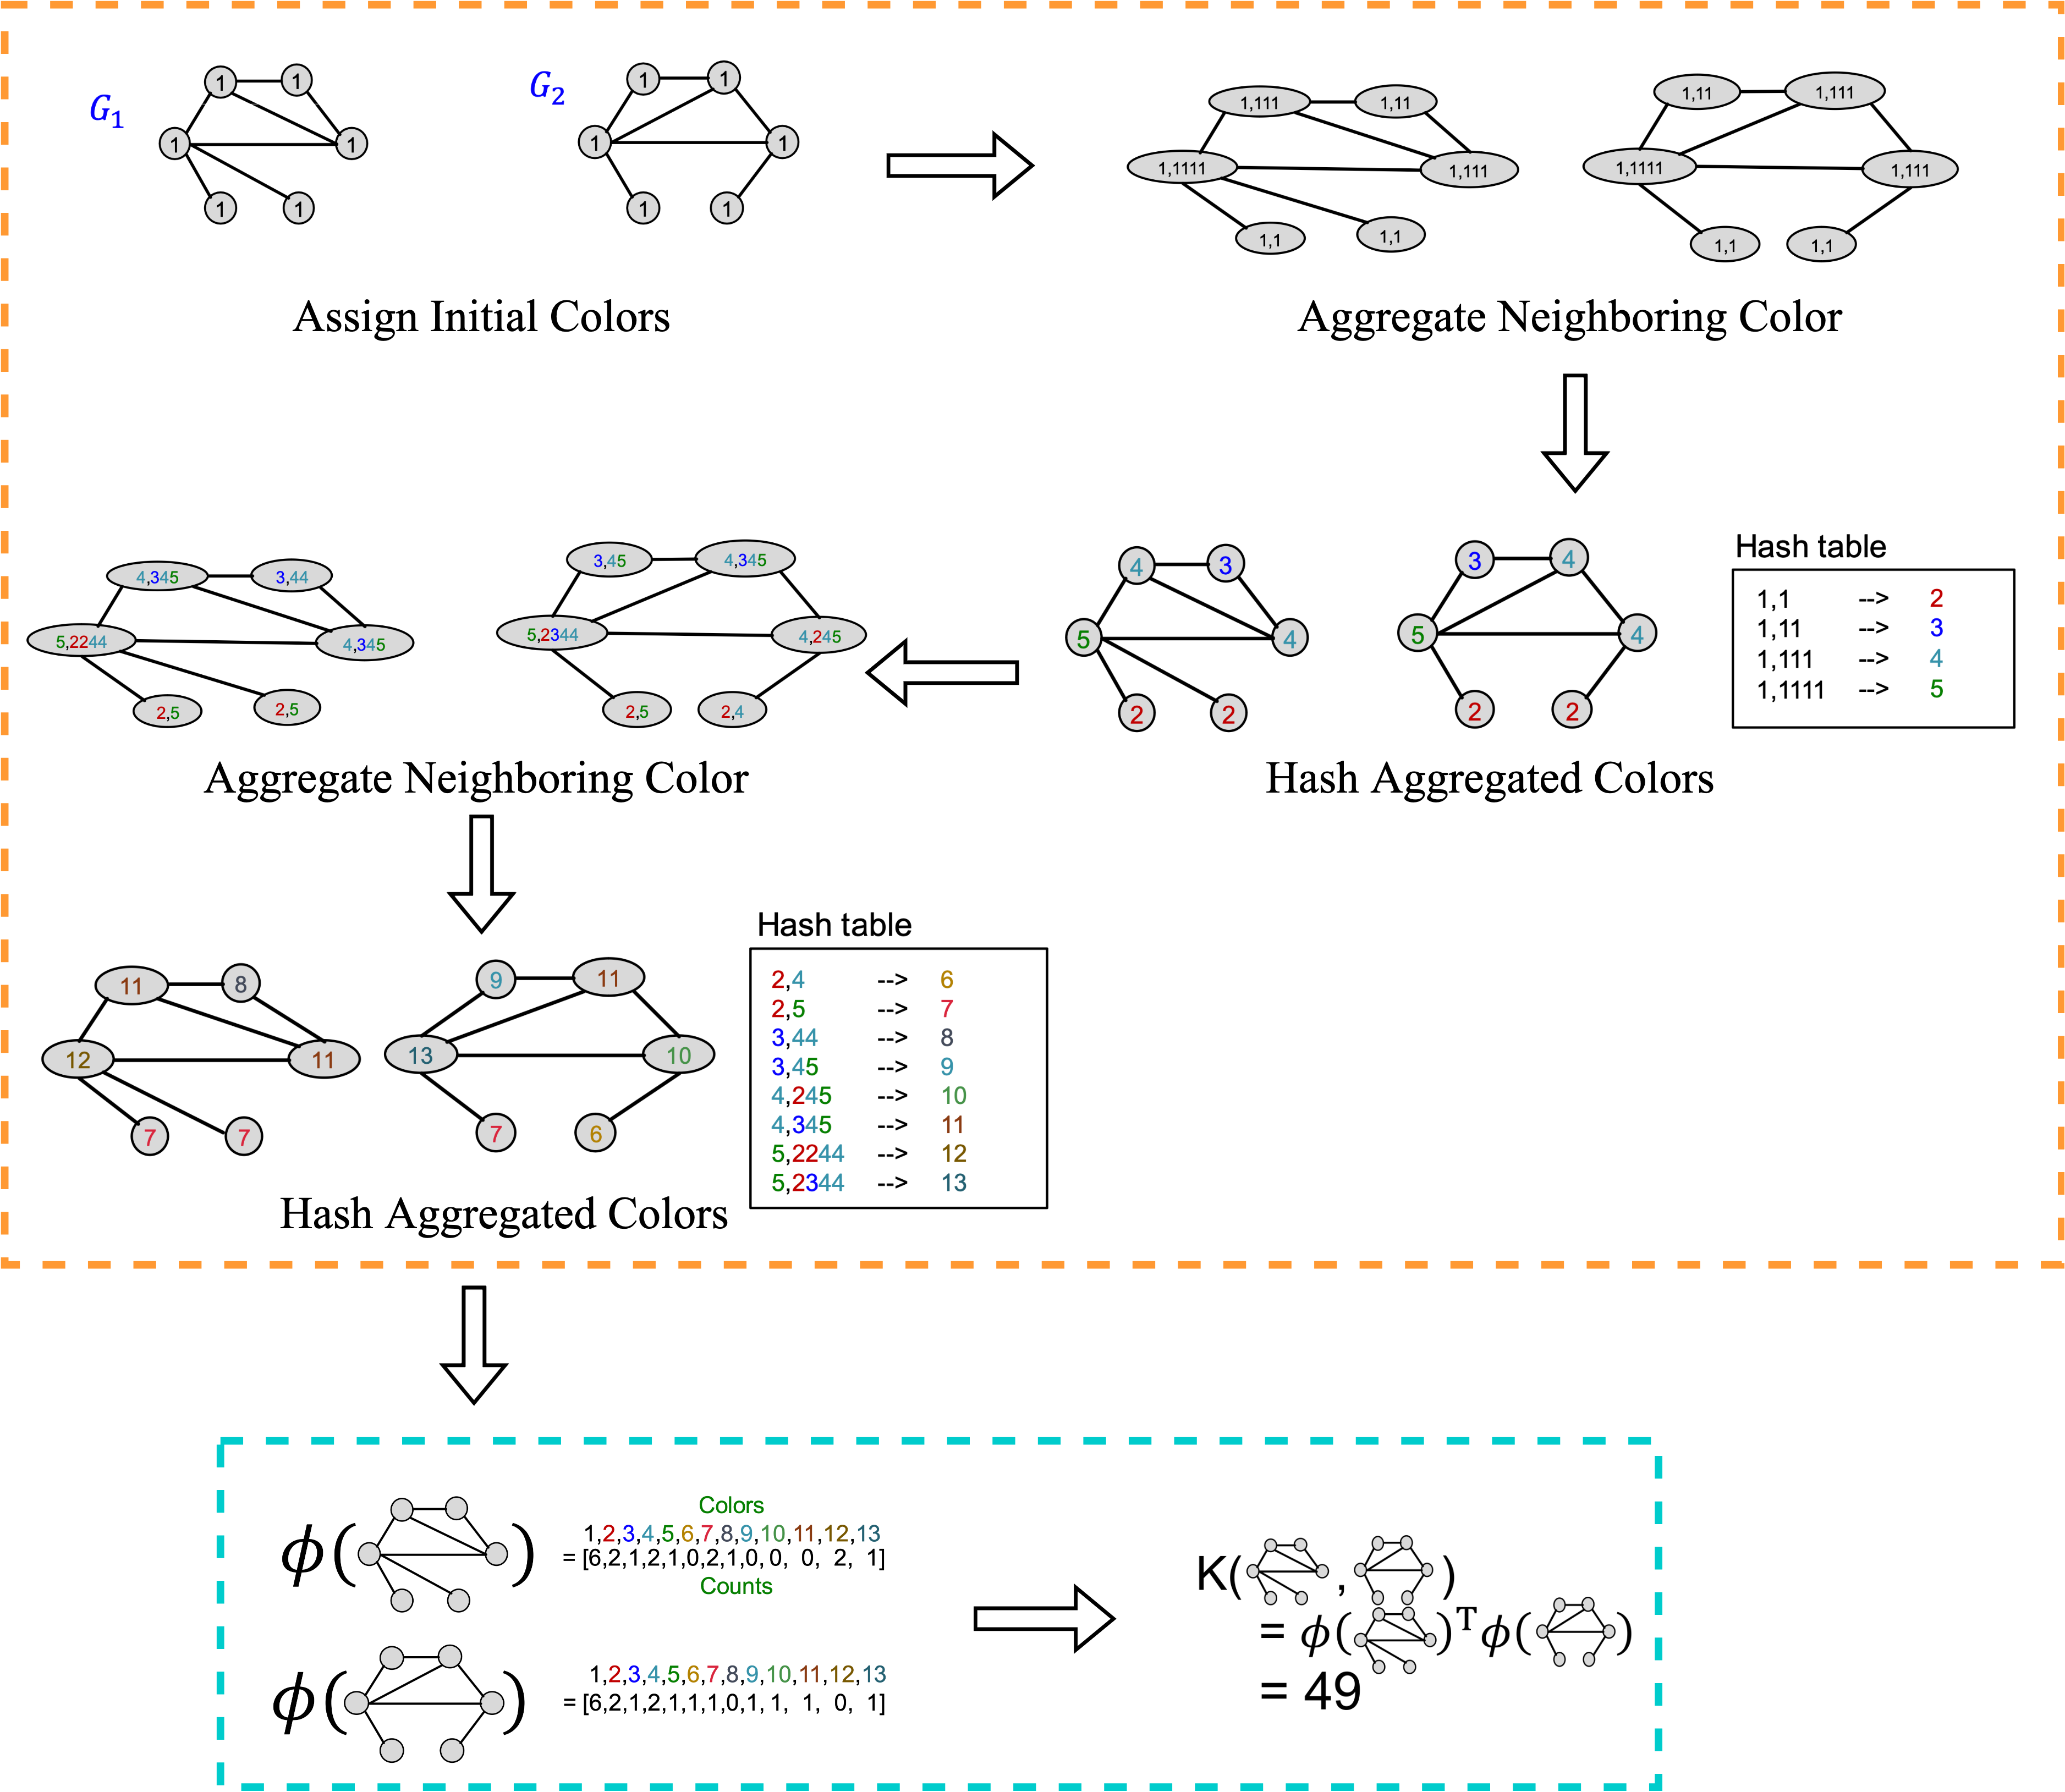 G₁
1 1
1 1
1 1
G₂
1 1
1 1
1 1
Assign Initial Colors
1,111 1,11
1,1111 1,111
1,1 1,1
1,11 1,111
1,1111 1,111
1,1 1,1
Aggregate Neighboring Color
4,345 3,44
5,2244 4,345
2,5 2,5
3,45 4,345
5,2344 4,245
2,5 2,4
Aggregate Neighboring Color
4 3
5 4
2 2
3 4
5 4
2 2
Hash table
1,1 --> 2
1,11 --> 3
1,111 --> 4
1,1111 --> 5
Hash Aggregated Colors
11 8
12 11
7 7
9 11
13 10
7 6
Hash table
2,4 --> 6
2,5 --> 7
3,44 --> 8
3,45 --> 9
4,245 --> 10
4,345 --> 11
5,2244 --> 12
5,2344 --> 13
Hash Aggregated Colors
Colors
1,2,3,4,5,6,7,8,9,10,11,12,13
ϕ( ) = [6,2,1,2,1,0,2,1,0, 0, 0, 2, 1]
Counts
1,2,3,4,5,6,7,8,9,10,11,12,13
ϕ( ) = [6,2,1,2,1,1,1,0,1, 1, 1, 0, 1]
K( , )
= ϕ( )ᵀ ϕ( )
= 49